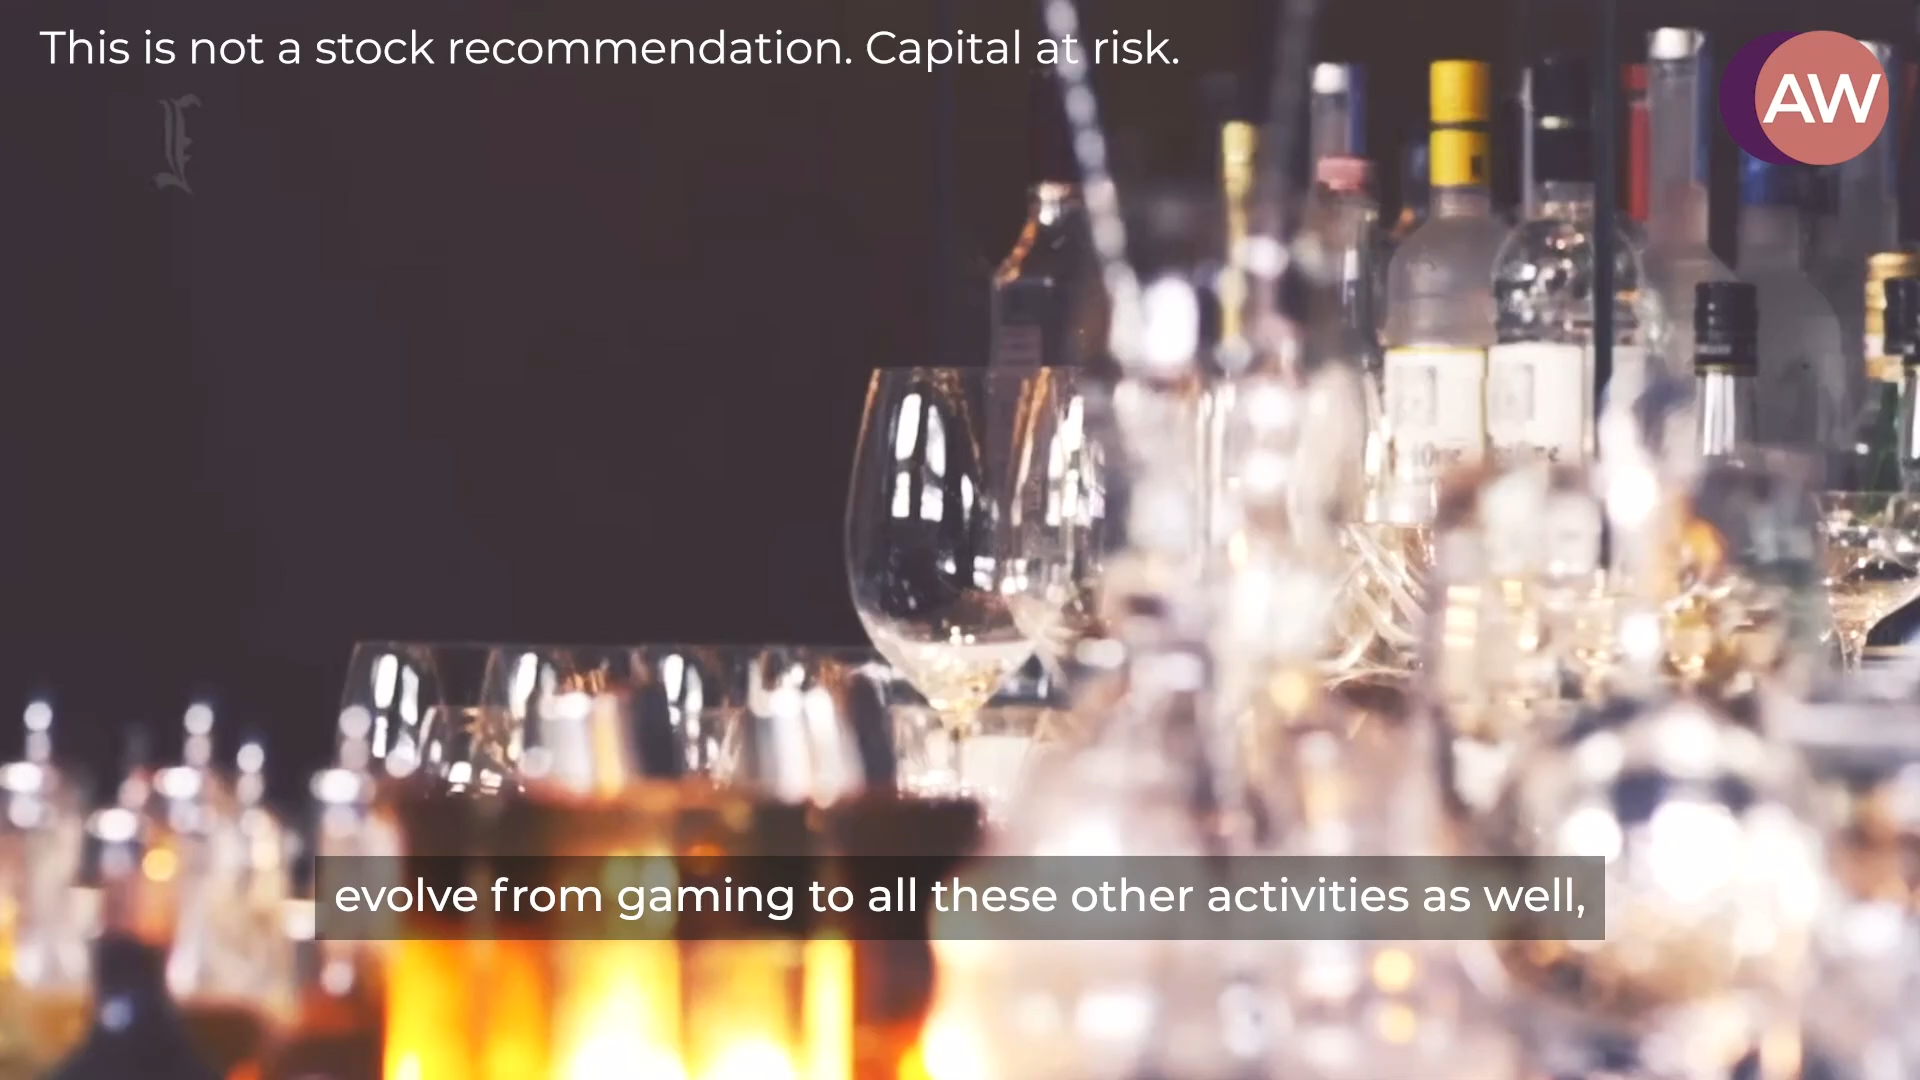 This is not a stock recommendation. Capital at risk.
AW
evolve from gaming to all these other activities as well,